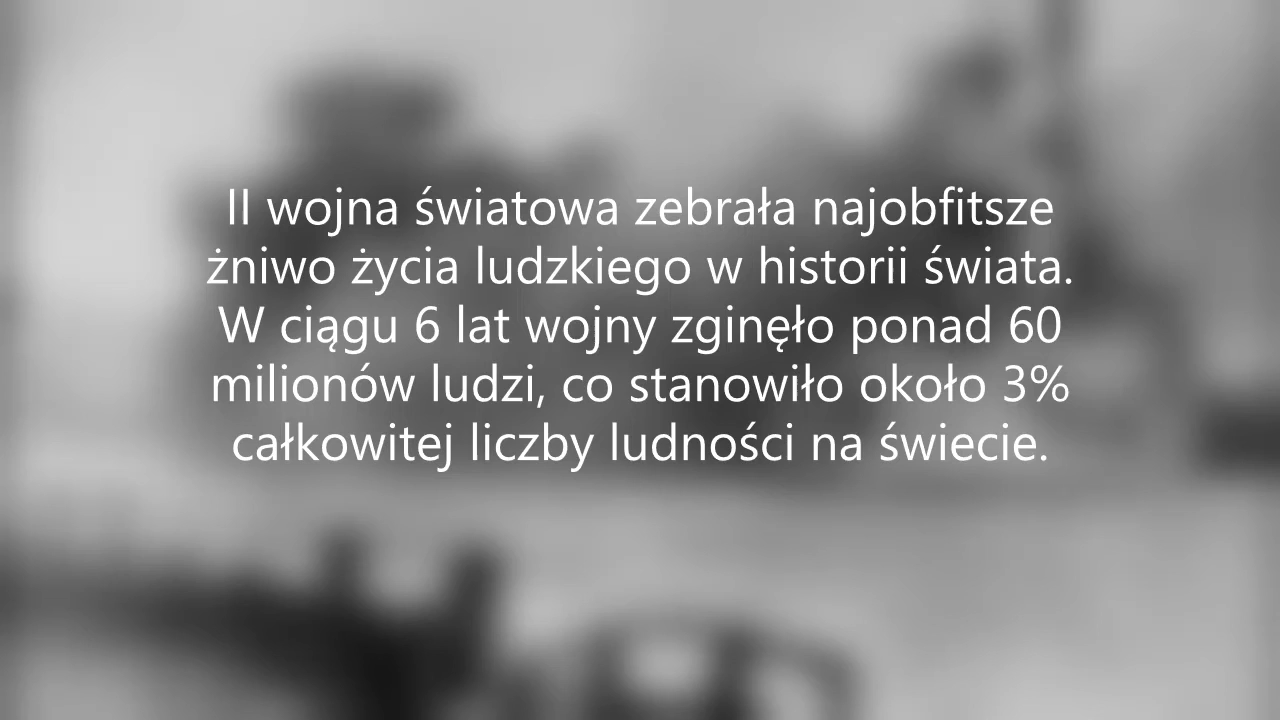 II wojna światowa zebrała najobfitsze
żniwo życia ludzkiego w historii świata.
W ciągu 6 lat wojny zginęło ponad 60
milionów ludzi, co stanowiło około 3%
całkowitej liczby ludności na świecie.